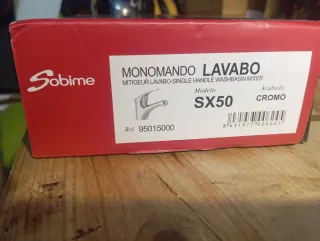 Sobime
MONOMANDO LAVABO
MITIGEUR LAVABO-SINGLE HANDLE WASHBASIN MIXER
Modelo
SX50
Acabado
CROMO
Ref. 95015000